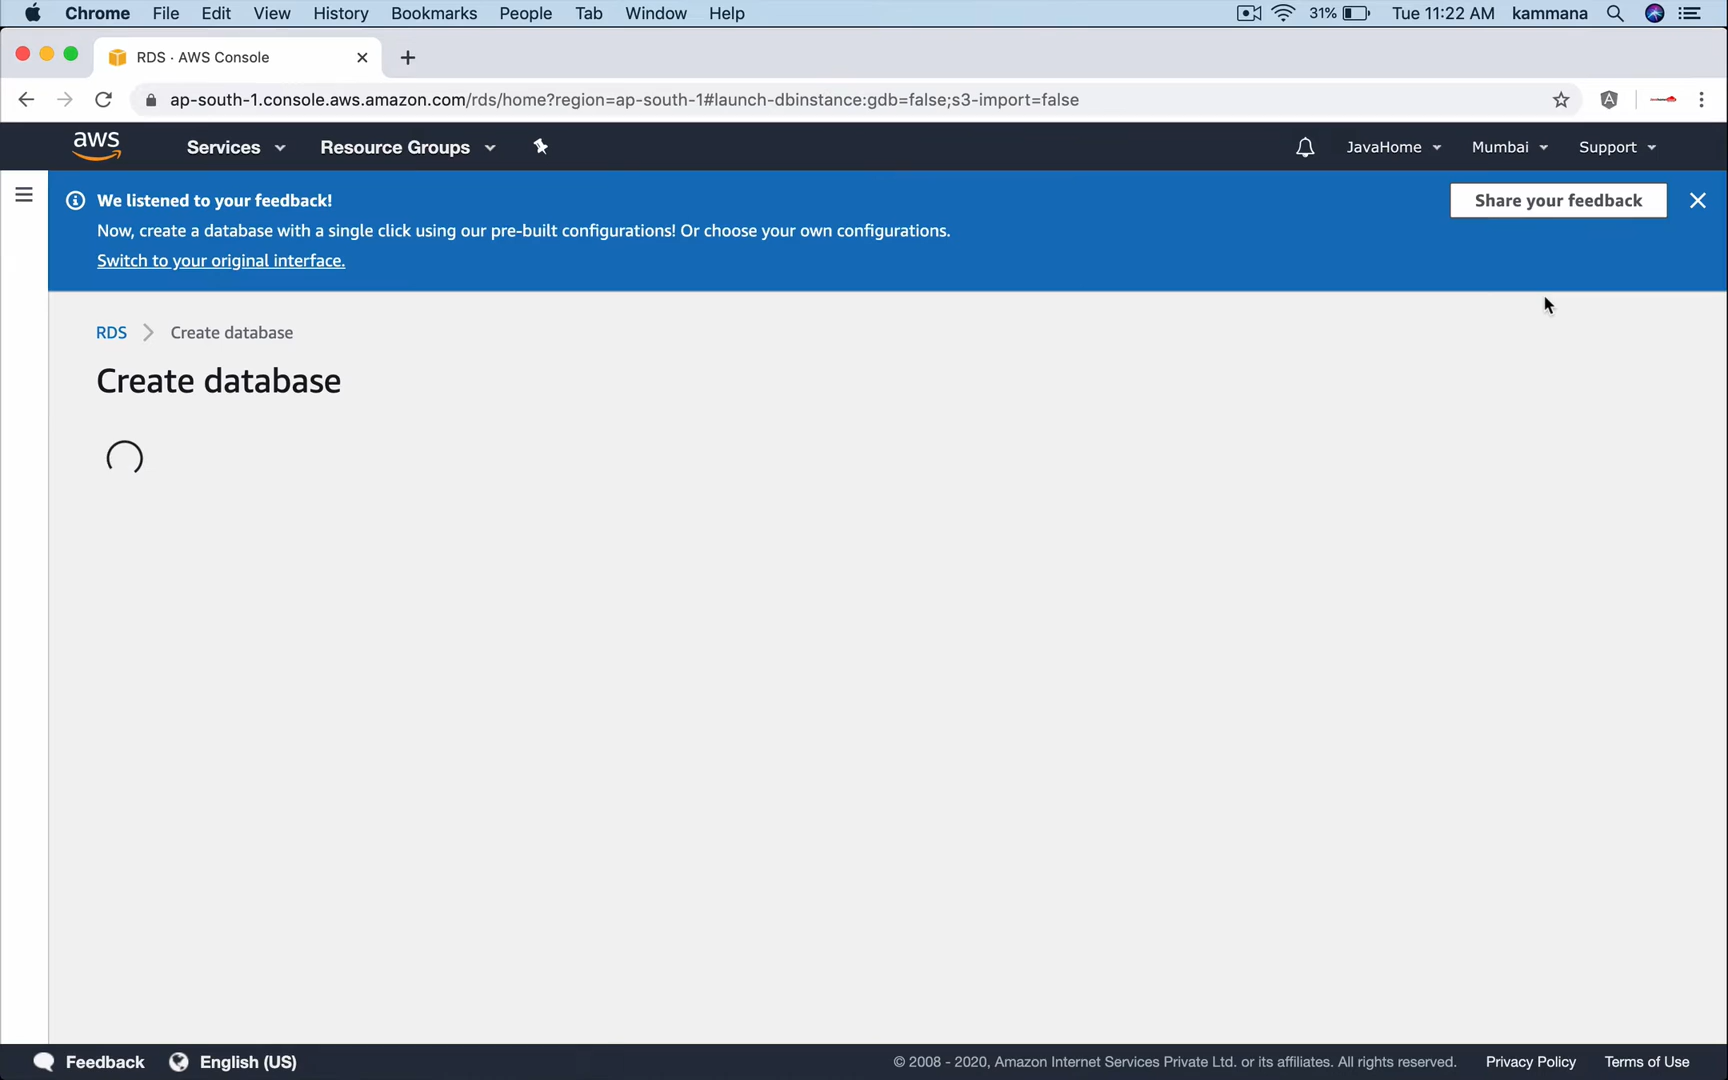 Chrome File Edit View History Bookmarks People Tab Window Help 31% Tue 11:22 AM kammana
RDS · AWS Console
ap-south-1.console.aws.amazon.com/rds/home?region=ap-south-1#launch-dbinstance:gdb=false;s3-import=false
aws Services Resource Groups JavaHome Mumbai Support
We listened to your feedback! Share your feedback
Now, create a database with a single click using our pre-built configurations! Or choose your own configurations.
Switch to your original interface.
RDS Create database
Create database
Feedback English (US) © 2008 - 2020, Amazon Internet Services Private Ltd. or its affiliates. All rights reserved. Privacy Policy Terms of Use